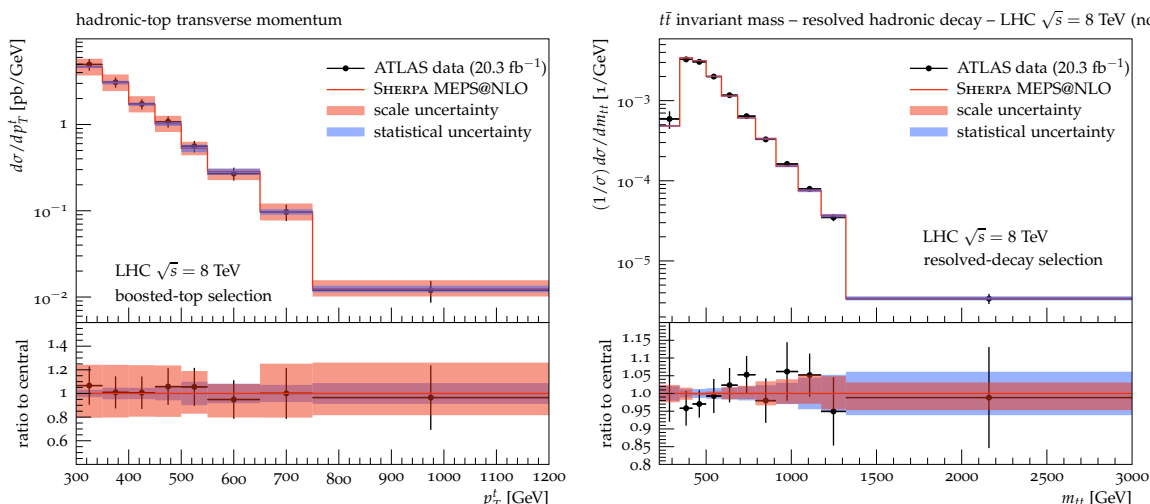 hadronic-top transverse momentum
dσ/dp_T^t [pb/GeV]
1
10⁻¹
10⁻²
ATLAS data (20.3 fb⁻¹)
SHERPA MEPS@NLO
scale uncertainty
statistical uncertainty
LHC √s = 8 TeV
boosted-top selection
ratio to central
1.4
1.2
1.0
0.8
0.6
300 400 500 600 700 800 900 1000 1100 1200
p_T^t [GeV]
tt̄ invariant mass – resolved hadronic decay – LHC √s = 8 TeV
(1/σ) dσ/dm_tt [1/GeV]
10⁻³
10⁻⁴
10⁻⁵
ATLAS data (20.3 fb⁻¹)
SHERPA MEPS@NLO
scale uncertainty
statistical uncertainty
LHC √s = 8 TeV
resolved-decay selection
ratio to central
1.15
1.10
1.05
1.00
0.95
0.90
0.85
0.8
500 1000 1500 2000 2500 3000
m_tt [GeV]